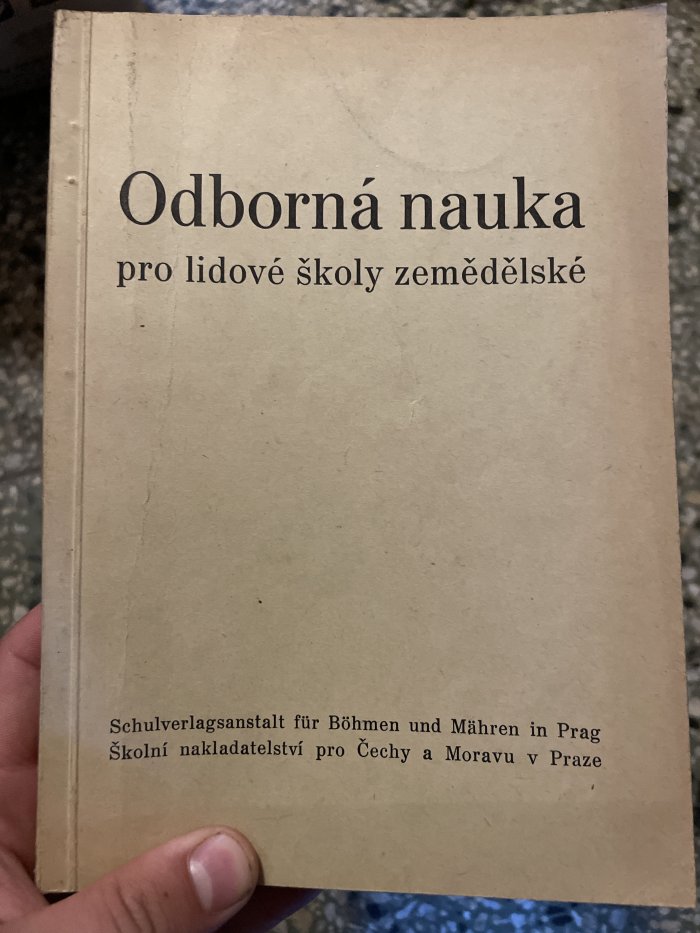 Odborná nauka
pro lidové školy zemědělské
Schulverlagsanstalt für Böhmen und Mähren in Prag
Školní nakladatelství pro Čechy a Moravu v Praze